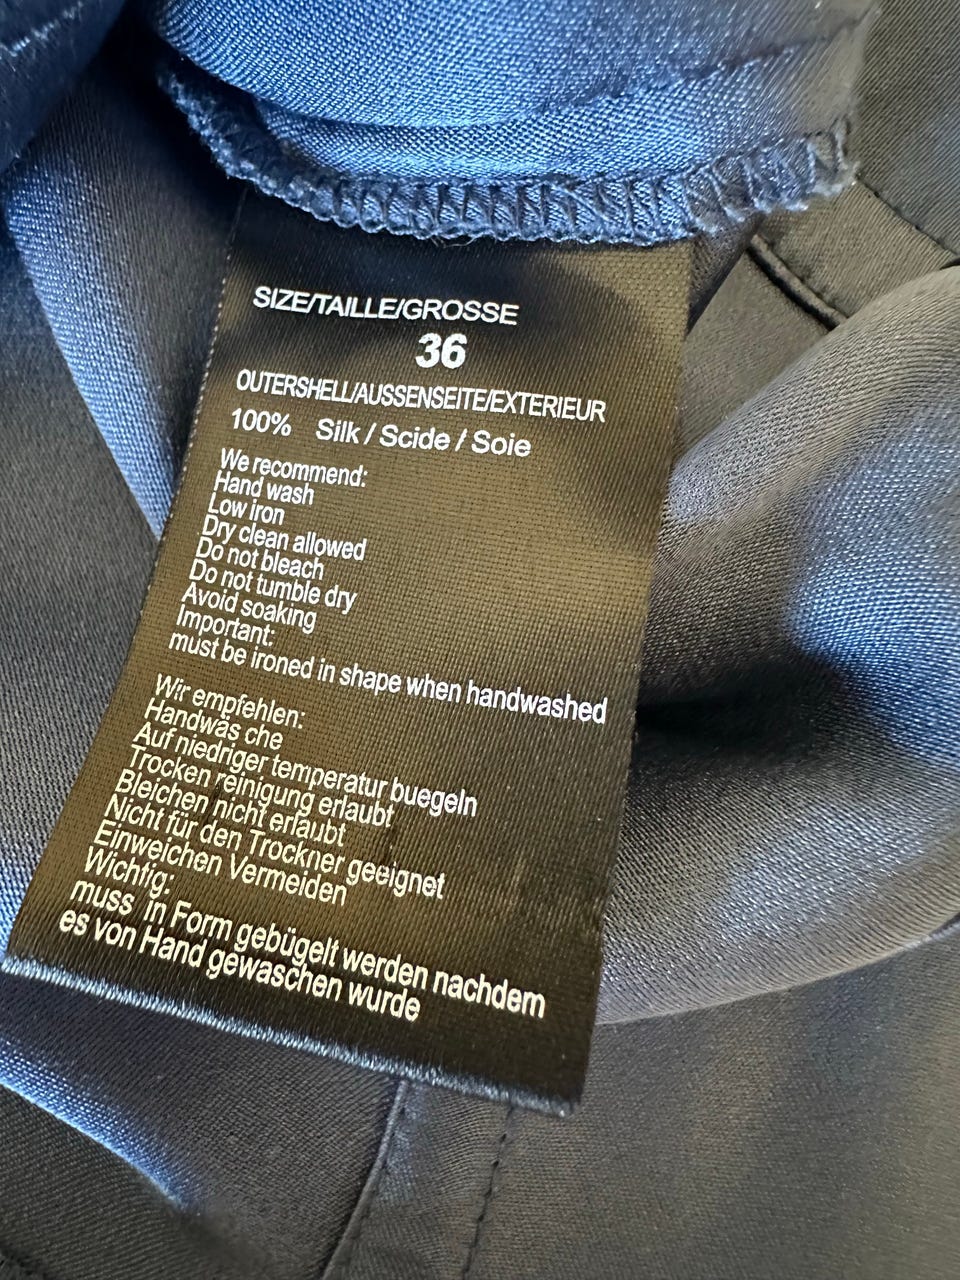 SIZE/TAILLE/GROSSE
36
OUTERSHELL/AUSSENSEITE/EXTERIEUR
100% Silk / Scide / Soie
We recommend:
Hand wash
Low iron
Dry clean allowed
Do not bleach
Do not tumble dry
Avoid soaking
Important:
must be ironed in shape when handwashed
Wir empfehlen:
Handwäs che
Auf niedriger temperatur buegeln
Trocken reinigung erlaubt
Bleichen nicht erlaubt
Nicht für den Trockner geeignet
Einweichen Vermeiden
Wichtig:
muss in Form gebügelt werden nachdem
es von Hand gewaschen wurde